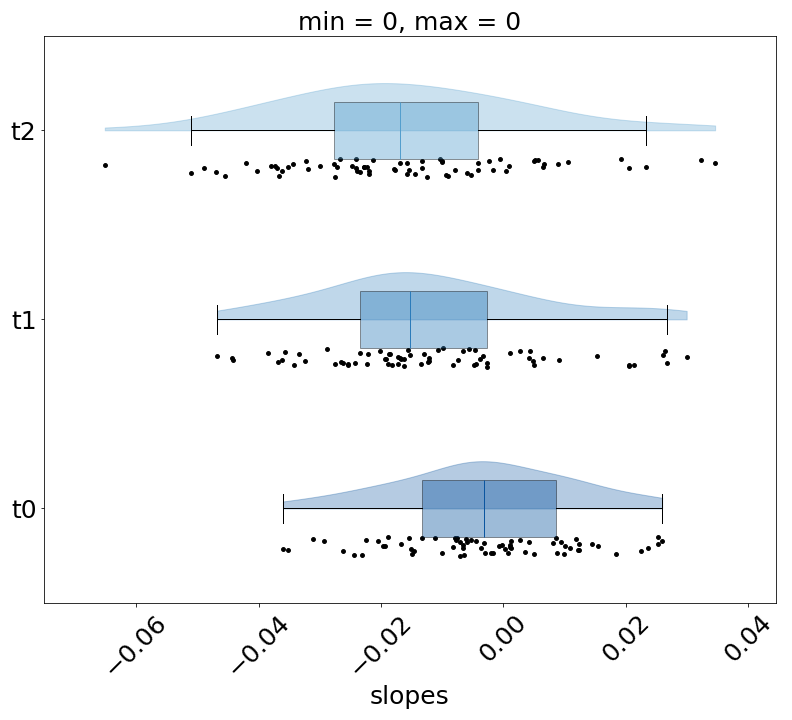 min = 0, max = 0
t2
t1
t0
−0.06
−0.04
−0.02
0.00
0.02
0.04
slopes